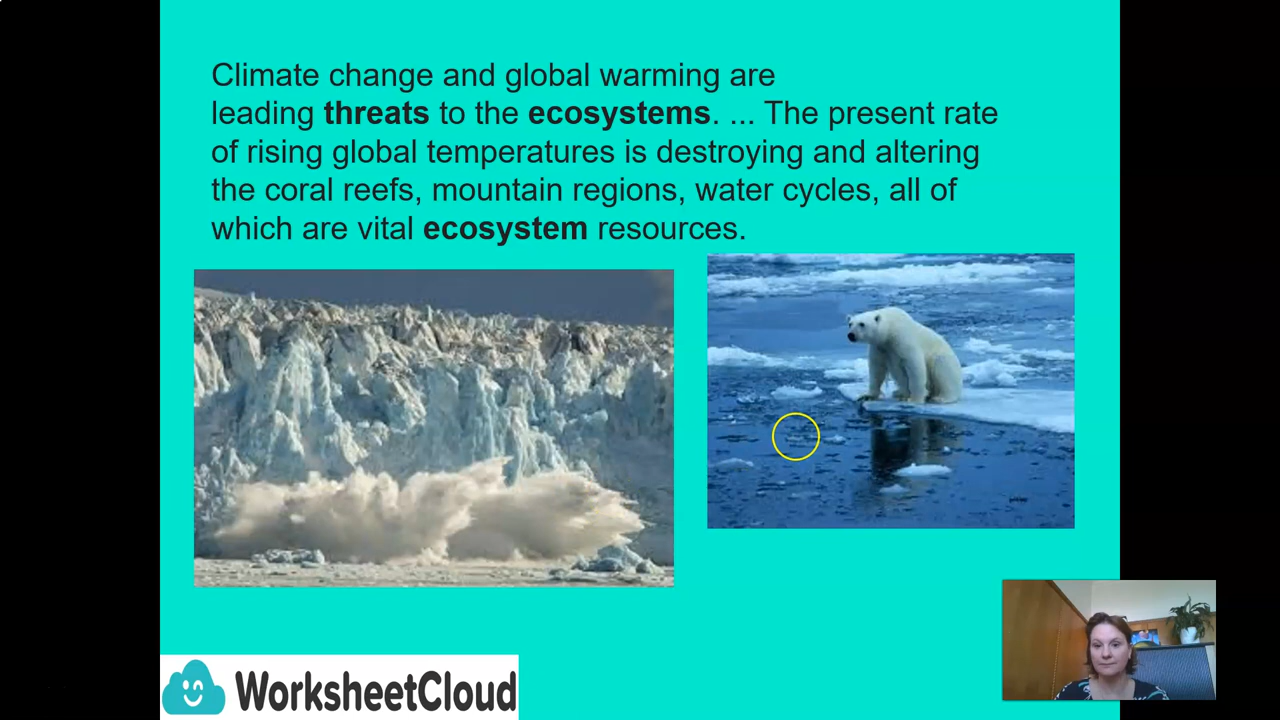 Climate change and global warming are
leading threats to the ecosystems. ... The present rate
of rising global temperatures is destroying and altering
the coral reefs, mountain regions, water cycles, all of
which are vital ecosystem resources.
WorksheetCloud